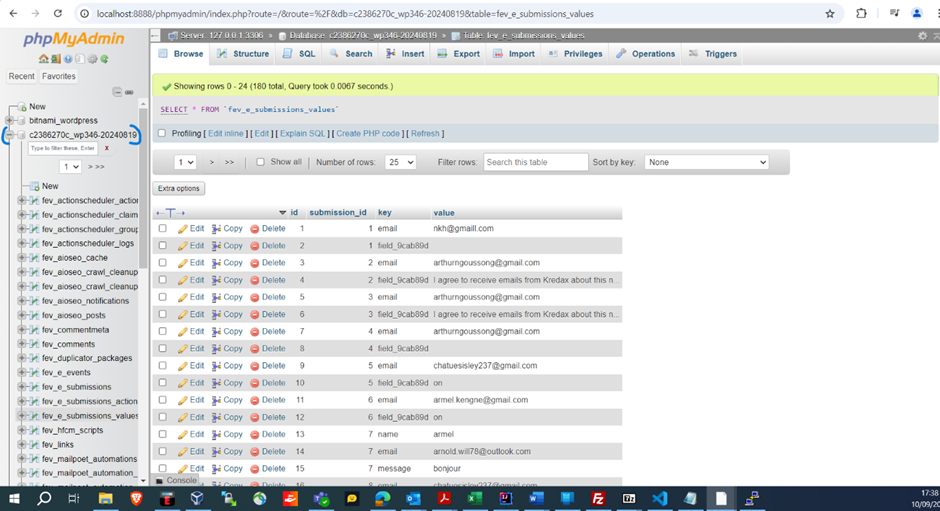 localhost:8888/phpmyadmin/index.php?route=/&route=%2F&db=c2386270c_wp346-20240819&table=fev_e_submissions_values
phpMyAdmin
Recent Favorites
New
bitnami_wordpress
c2386270c_wp346-20240819
Type to filter these, Enter X
1 > >>
New
fev_actionscheduler_action
fev_actionscheduler_claim
fev_actionscheduler_group
fev_actionscheduler_logs
fev_aioseo_cache
fev_aioseo_crawl_cleanup
fev_aioseo_crawl_cleanup
fev_aioseo_notifications
fev_aioseo_posts
fev_commentmeta
fev_comments
fev_duplicator_packages
fev_e_events
fev_e_submissions
fev_e_submissions_action
fev_e_submissions_values
fev_hfcm_scripts
fev_links
fev_mailpoet_automations
fev_mailpoet_automation_
Server: 127.0.0.1:3306 » Database: c2386270c_wp346-20240819 » Table: fev_e_submissions_values
Browse Structure SQL Search Insert Export Import Privileges Operations Triggers
Showing rows 0 - 24 (180 total, Query took 0.0067 seconds.)
SELECT * FROM `fev_e_submissions_values`
Profiling [ Edit inline ] [ Edit ] [ Explain SQL ] [ Create PHP code ] [ Refresh ]
1 > >> Show all Number of rows: 25 Filter rows: Search this table Sort by key: None
Extra options
id submission_id key value
Edit Copy Delete 1 1 email nkh@gmaill.com
Edit Copy Delete 2 1 field_9cab89d
Edit Copy Delete 3 2 email arthurngoussong@gmail.com
Edit Copy Delete 4 2 field_9cab89d I agree to receive emails from Kredax about this n...
Edit Copy Delete 5 3 email arthurngoussong@gmail.com
Edit Copy Delete 6 3 field_9cab89d I agree to receive emails from Kredax about this n...
Edit Copy Delete 7 4 email arthurngoussong@gmail.com
Edit Copy Delete 8 4 field_9cab89d
Edit Copy Delete 9 5 email chatuesisley237@gmail.com
Edit Copy Delete 10 5 field_9cab89d on
Edit Copy Delete 11 6 email armel.kengne@gmail.com
Edit Copy Delete 12 6 field_9cab89d on
Edit Copy Delete 13 7 name armel
Edit Copy Delete 14 7 email arnold.will78@outlook.com
Edit Copy Delete 15 7 message bonjour
Edit Copy Delete 16 8 email chatuesisley237@gmail.com
Console
17:38
10/09/20